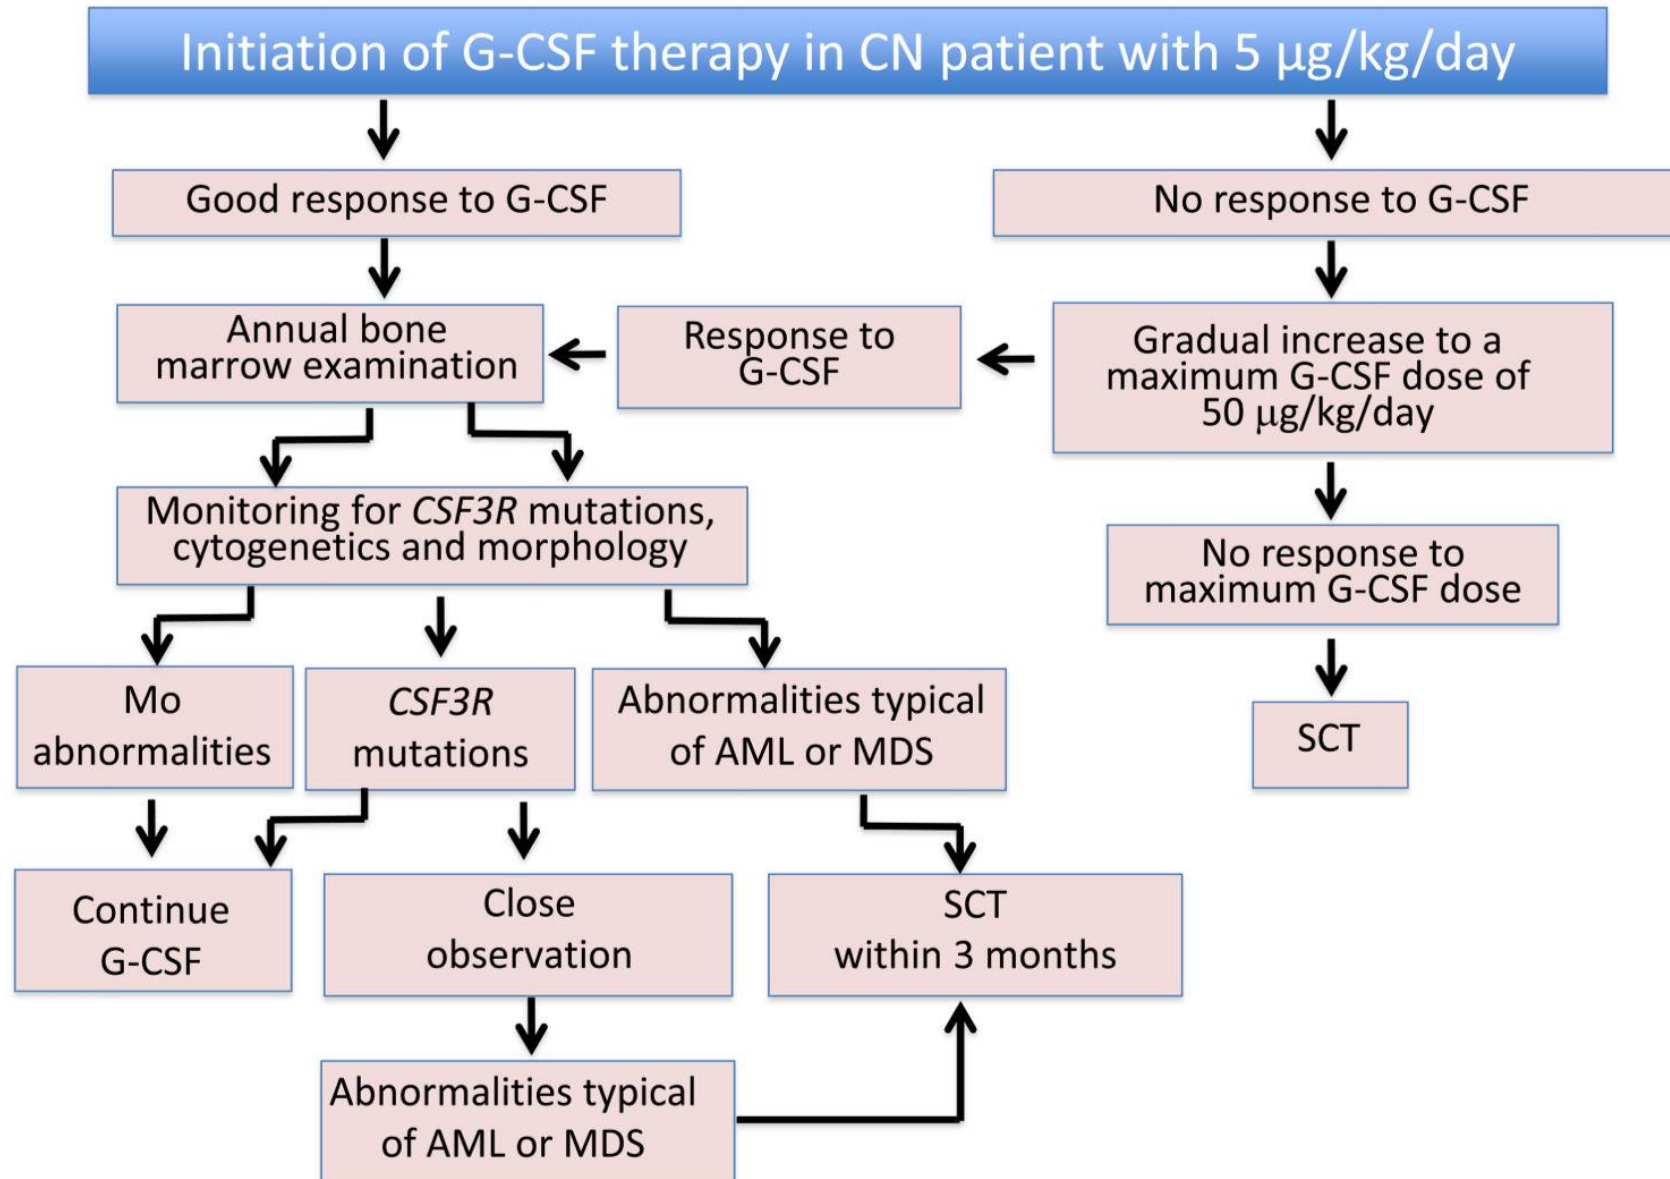 Initiation of G-CSF therapy in CN patient with 5 µg/kg/day
Good response to G-CSF
No response to G-CSF
Annual bone
marrow examination
Response to
G-CSF
Gradual increase to a
maximum G-CSF dose of
50 µg/kg/day
Monitoring for CSF3R mutations,
cytogenetics and morphology
No response to
maximum G-CSF dose
Mo
abnormalities
CSF3R
mutations
Abnormalities typical
of AML or MDS
SCT
Continue
G-CSF
Close
observation
SCT
within 3 months
Abnormalities typical
of AML or MDS